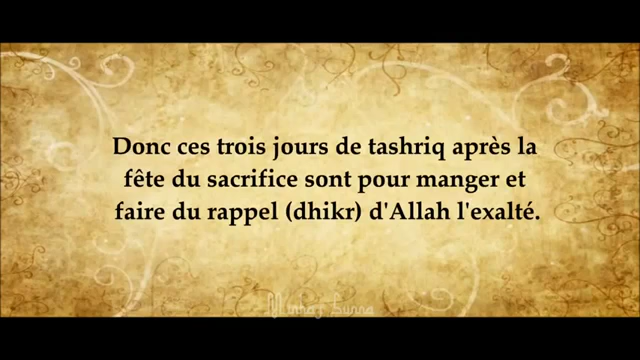 Donc ces trois jours de tashriq après la
fête du sacrifice sont pour manger et
faire du rappel (dhikr) d'Allah l'exalté.